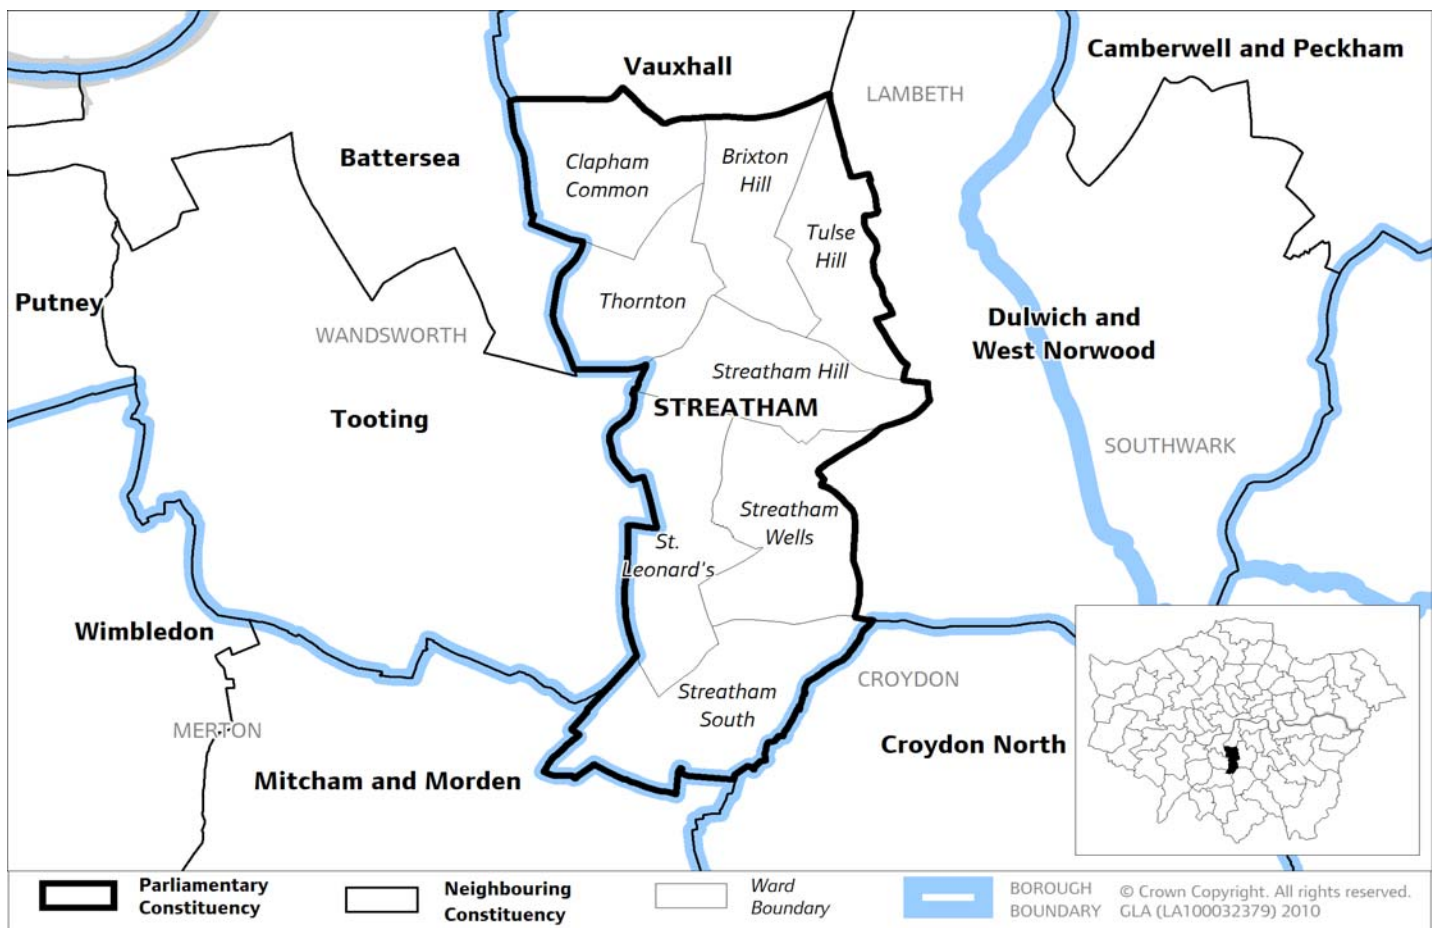 Camberwell and Peckham
Vauxhall
LAMBETH
Battersea
Clapham
Common
Brixton
Hill
Tulse
Hill
Putney
Thornton
WANDSWORTH
Dulwich and
West Norwood
Streatham Hill
STREATHAM
Tooting
SOUTHWARK
Streatham
Wells
St.
Leonard's
Wimbledon
Streatham
South
CROYDON
MERTON
Croydon North
Mitcham and Morden
Parliamentary
Constituency
Neighbouring
Constituency
Ward
Boundary
BOROUGH
BOUNDARY
© Crown Copyright. All rights reserved.
GLA (LA100032379) 2010